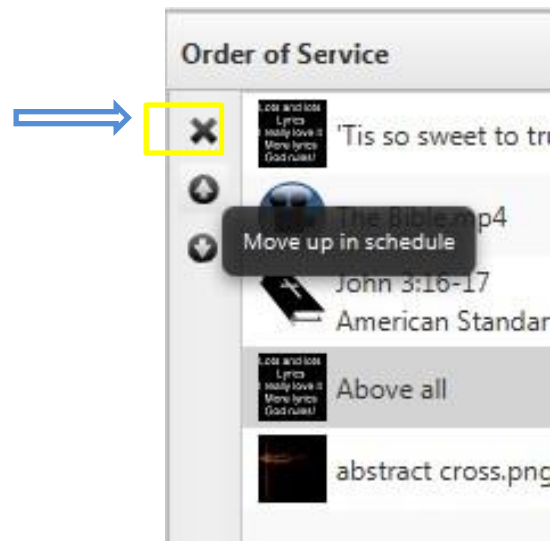 Order of Service
Lots and lots
Lyrics
I really love it
More lyrics
God rules!
'Tis so sweet to tru
The Bible.mp4
Move up in schedule
John 3:16-17
American Standar
Lots and lots
Lyrics
I really love it
More lyrics
God rules!
Above all
abstract cross.png